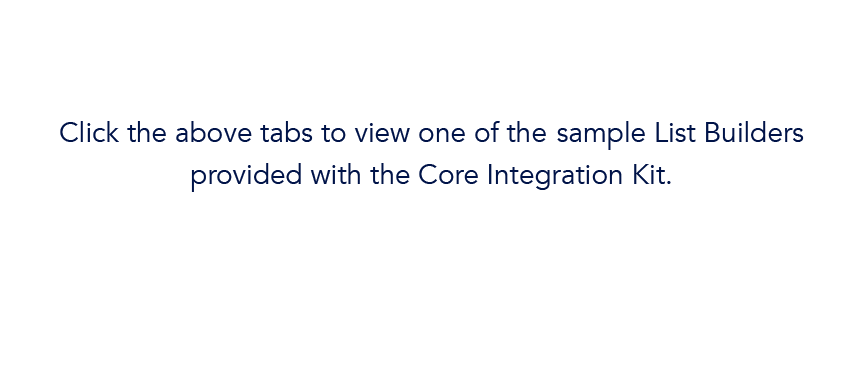 Click the above tabs to view one of the sample List Builders
provided with the Core Integration Kit.